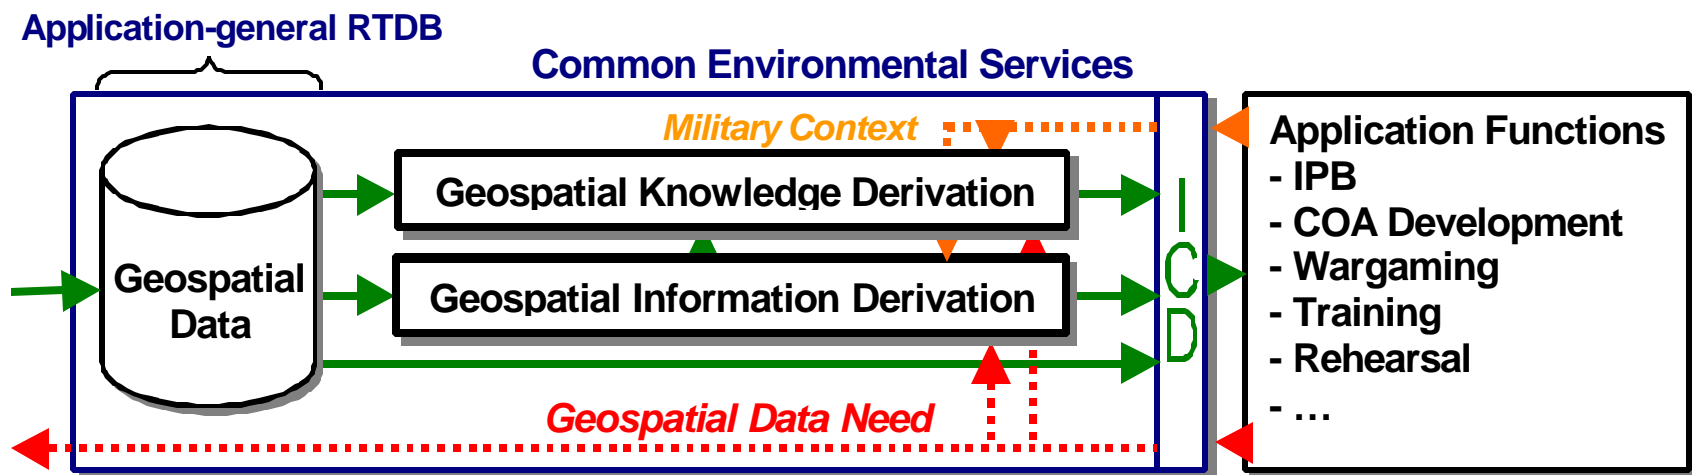 Application-general RTDB
Common Environmental Services
Military Context
Geospatial Knowledge Derivation
Geospatial
Data
Geospatial Information Derivation
Geospatial Data Need
I
C
D
Application Functions
- IPB
- COA Development
- Wargaming
- Training
- Rehearsal
- …